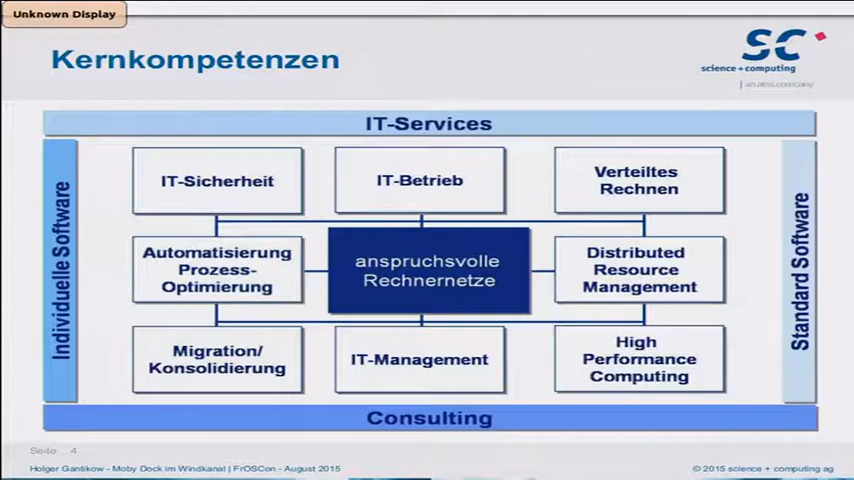 Unknown Display
Kernkompetenzen
SC
science + computing
an atos company
IT-Services
Individuelle Software
IT-Sicherheit
IT-Betrieb
Verteiltes
Rechnen
Automatisierung
Prozess-
Optimierung
anspruchsvolle
Rechnernetze
Distributed
Resource
Management
Migration/
Konsolidierung
IT-Management
High
Performance
Computing
Standard Software
Consulting
Seite 4
Holger Gantikow - Moby Dock im Windkanal | FrOSCon - August 2015
© 2015 science + computing ag